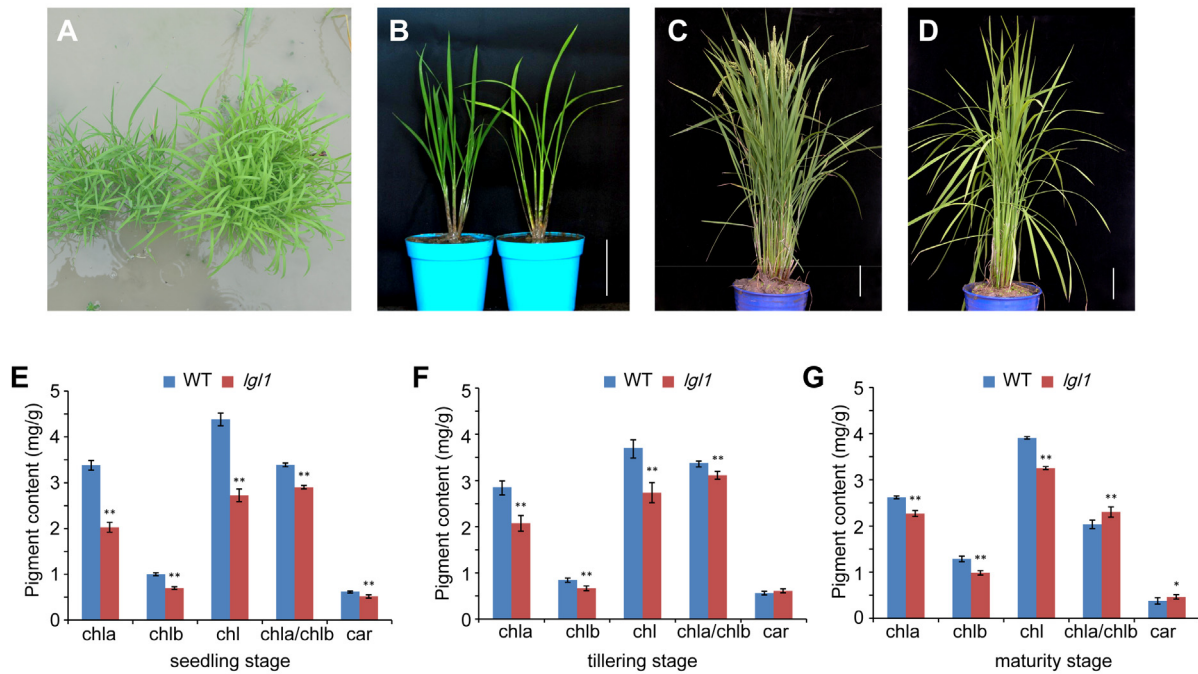 A
B
C
D
E
WT lgl1
Pigment content (mg/g)
5
4
3
2
1
0
**
**
**
**
**
chla chlb chl chla/chlb car
seedling stage
F
WT lgl1
Pigment content (mg/g)
5
4
3
2
1
0
**
**
**
**
chla chlb chl chla/chlb car
tillering stage
G
WT lgl1
Pigment content (mg/g)
5
4
3
2
1
0
**
**
**
**
*
chla chlb chl chla/chlb car
maturity stage